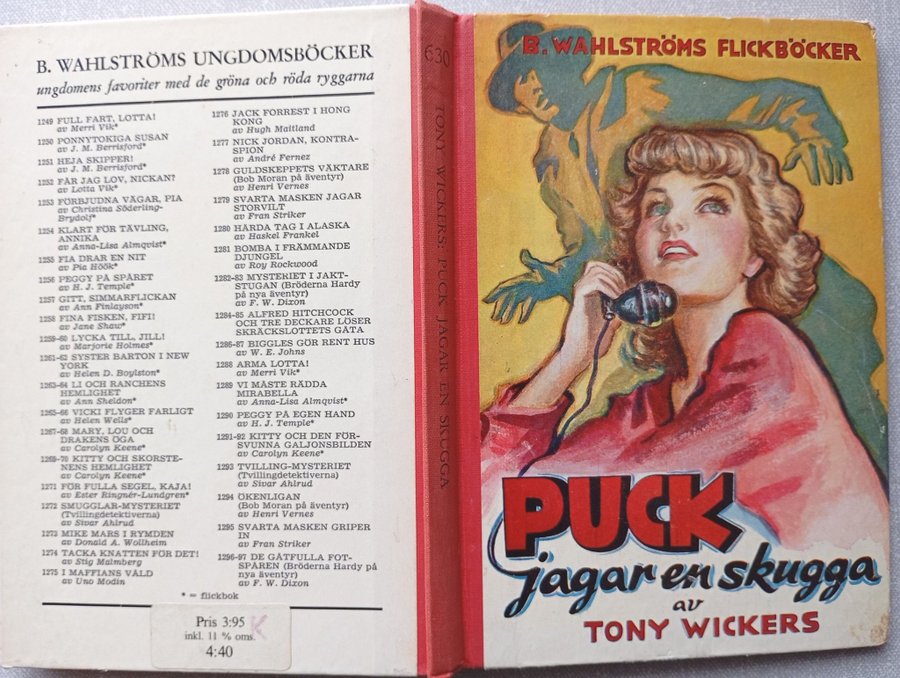 B. WAHLSTRÖMS UNGDOMSBÖCKER
ungdomens favoriter med de gröna och röda ryggarna
1249 FULL FART, LOTTA!
av Merri Vik*
1250 PONNYTOKIGA SUSAN
av J. M. Berrisford*
1251 HEJA SKIPPER!
av J. M. Berrisford*
1252 FÅR JAG LOV, NICKAN?
av Lotta Vik*
1253 FÖRBJUDNA VÄGAR, PIA
av Christina Söderling-
Brydolf*
1254 KLART FÖR TÄVLING,
ANNIKA
av Anna-Lisa Almqvist*
1255 FIA DRAR EN NIT
av Pia Höök*
1256 PEGGY PÅ SPÅRET
av H. J. Temple*
1257 GITT, SIMMARFLICKAN
av Ann Finlayson*
1258 FINA FISKEN, FIFI!
av Jane Shaw*
1259-60 LYCKA TILL, JILL!
av Marjorie Holmes*
1261-62 SYSTER BARTON I NEW
YORK
av Helen D. Boylston*
1263-64 LI OCH RANCHENS
HEMLIGHET
av Ann Sheldon*
1265-66 VICKI FLYGER FARLIGT
av Helen Wells*
1267-68 MARY, LOU OCH
DRAKENS ÖGA
av Carolyn Keene*
1269-70 KITTY OCH SKORSTE-
NENS HEMLIGHET
av Carolyn Keene*
1271 FÖR FULLA SEGEL, KAJA!
av Ester Ringnér-Lundgren*
1272 SMUGGLAR-MYSTERIET
(Tvillingdetektiverna)
av Sivar Ahlrud
1273 MIKE MARS I RYMDEN
av Donald A. Wollheim
1274 TACKA KNATTEN FÖR DET!
av Stig Malmberg
1275 I MAFFIANS VÅLD
av Uno Modin
1276 JACK FORREST I HONG
KONG
av Hugh Maitland
1277 NICK JORDAN, KONTRA-
SPION
av André Fernez
1278 GULDSKEPPETS VÄKTARE
(Bob Moran på äventyr)
av Henri Vernes
1279 SVARTA MASKEN JAGAR
STORVILT
av Fran Striker
1280 HÅRDA TAG I ALASKA
av Haskel Frankel
1281 BOMBA I FRÄMMANDE
DJUNGEL
av Roy Rockwood
1282-83 MYSTERIET I JAKT-
STUGAN (Bröderna Hardy
på nya äventyr)
av F. W. Dixon
1284-85 ALFRED HITCHCOCK
OCH TRE DECKARE LÖSER
SKRÄCKSLOTTETS GÅTA
1286-87 BIGGLES GÖR RENT HUS
av W. E. Johns
1288 ARMA LOTTA!
av Merri Vik*
1289 VI MÅSTE RÄDDA
MIRABELLA
av Anna-Lisa Almqvist*
1290 PEGGY PÅ EGEN HAND
av H. J. Temple*
1291-92 KITTY OCH DEN FÖR-
SVUNNA GALJONSBILDEN
av Carolyn Keene*
1293 TVILLING-MYSTERIET
(Tvillingdetektiverna)
av Sivar Ahlrud
1294 ÖKENLIGAN
(Bob Moran på äventyr)
av Henri Vernes
1295 SVARTA MASKEN GRIPER
IN
av Fran Striker
1296-97 DE GÅTFULLA FOT-
SPÅREN (Bröderna Hardy på
nya äventyr)
av F. W. Dixon
* = flickbok
Pris 3:95 K
inkl. 11 % oms.
4:40
630
TONY WICKERS: PUCK JAGAR EN SKUGGA
B. WAHLSTRÖMS FLICKBÖCKER
PUCK
jagar en skugga
av
TONY WICKERS